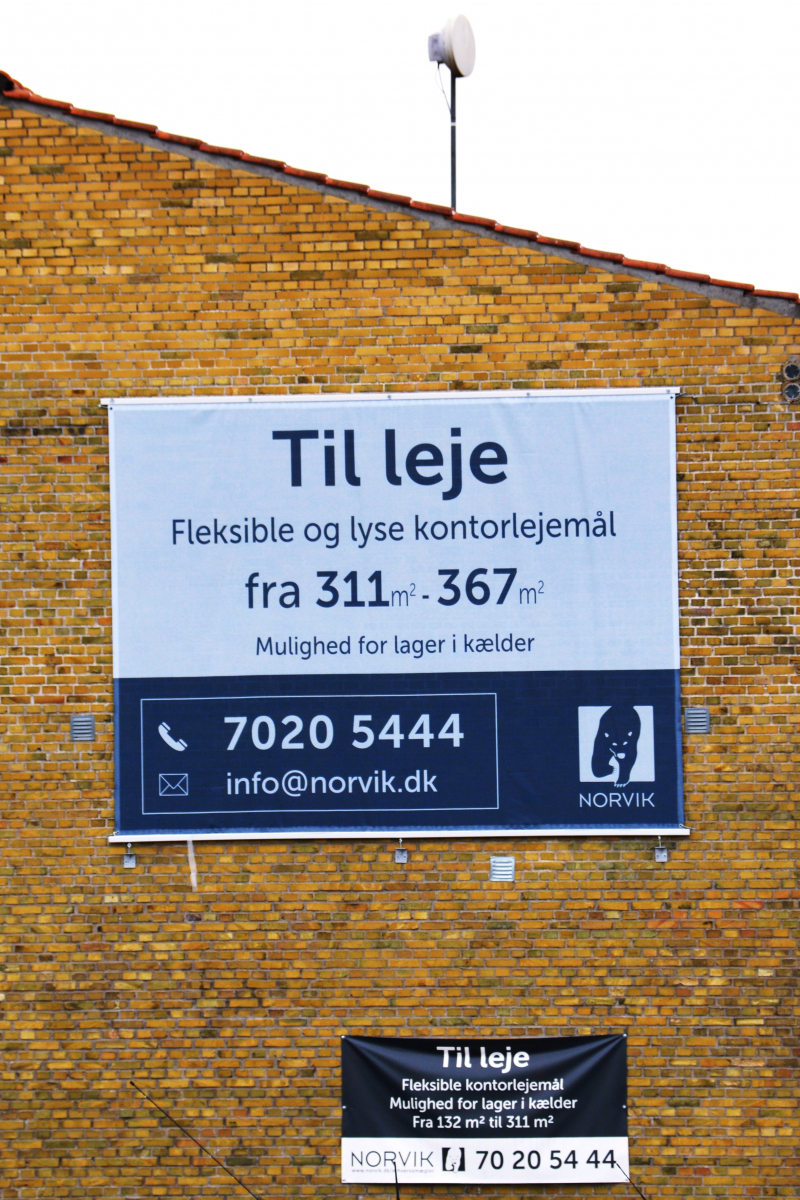 Til leje
Fleksible og lyse kontorlejemål
fra 311m² - 367m²
Mulighed for lager i kælder
7020 5444
info@norvik.dk
NORVIK
Til leje
Fleksible kontorlejemål
Mulighed for lager i kælder
Fra 132 m² til 311 m²
NORVIK 70 20 54 44